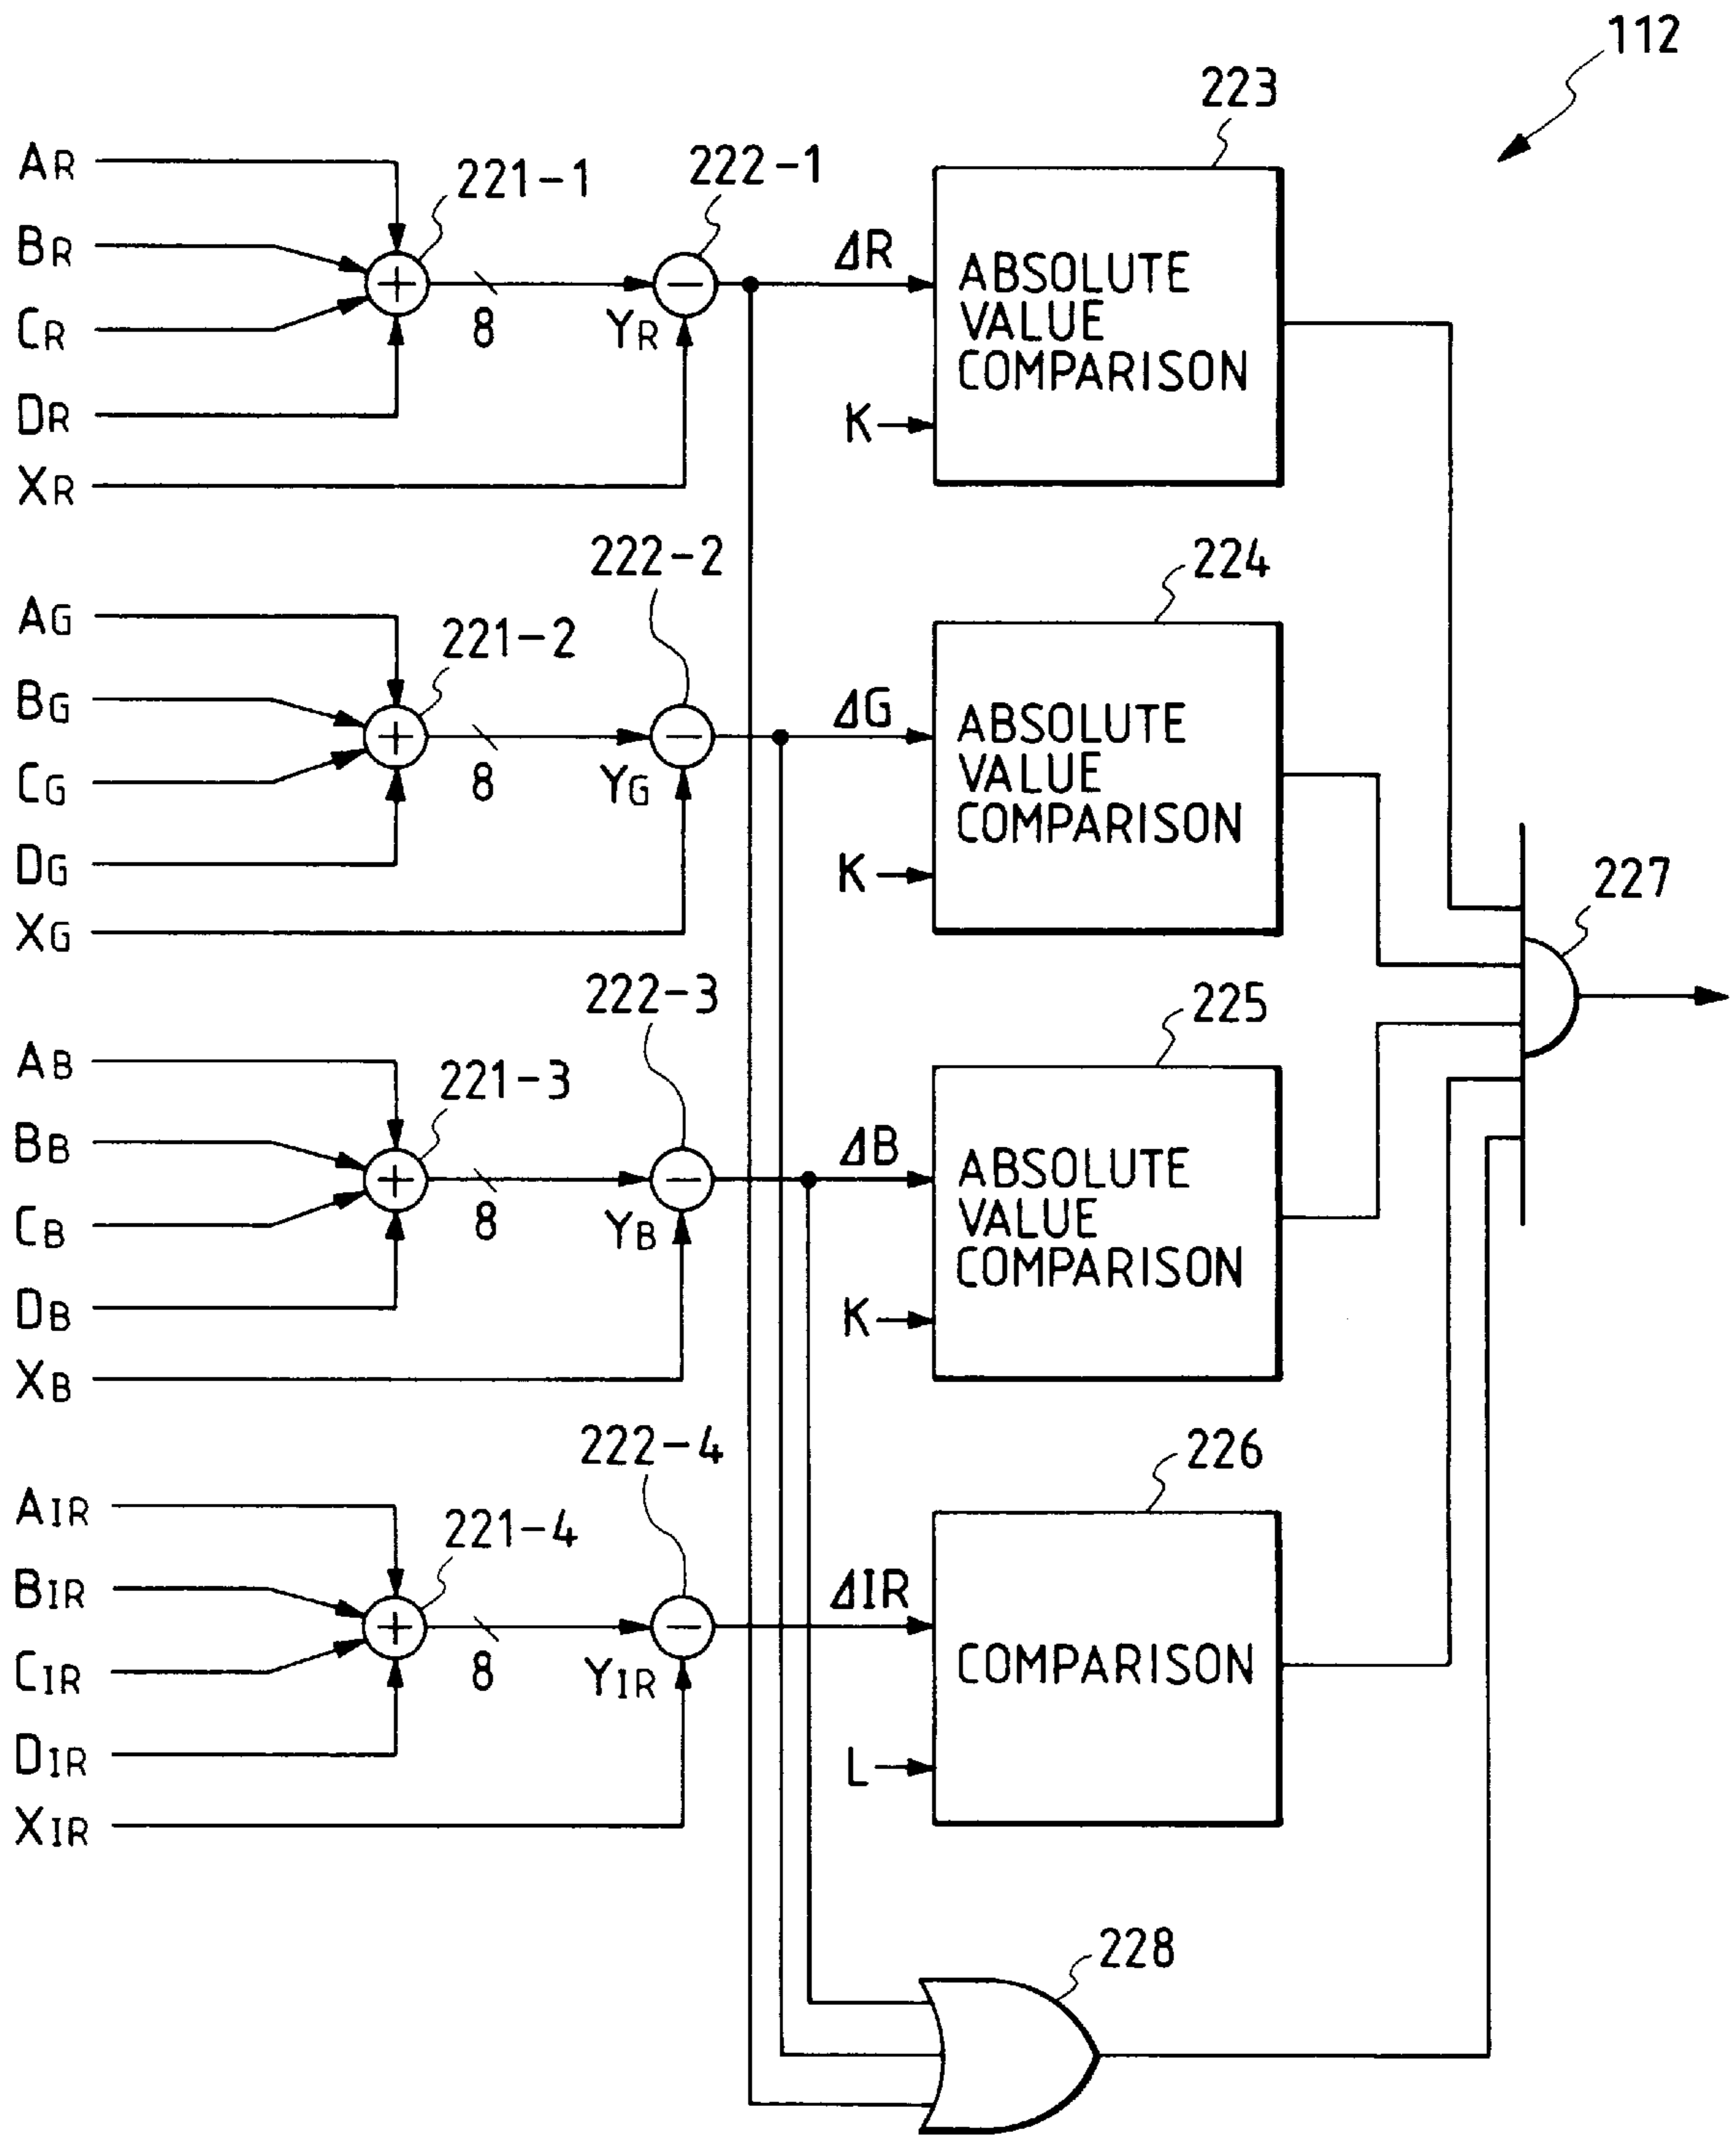 112
223
AR
221-1
222-1
BR
ΔR
ABSOLUTE
VALUE
COMPARISON
CR
8
YR
DR
K
XR
222-2
224
AG
221-2
BG
ΔG
ABSOLUTE
VALUE
COMPARISON
CG
8
YG
DG
K
227
XG
222-3
225
AB
221-3
BB
ΔB
ABSOLUTE
VALUE
COMPARISON
CB
8
YB
DB
K
XB
222-4
226
AIR
221-4
BIR
ΔIR
COMPARISON
CIR
8
YIR
DIR
L
XIR
228